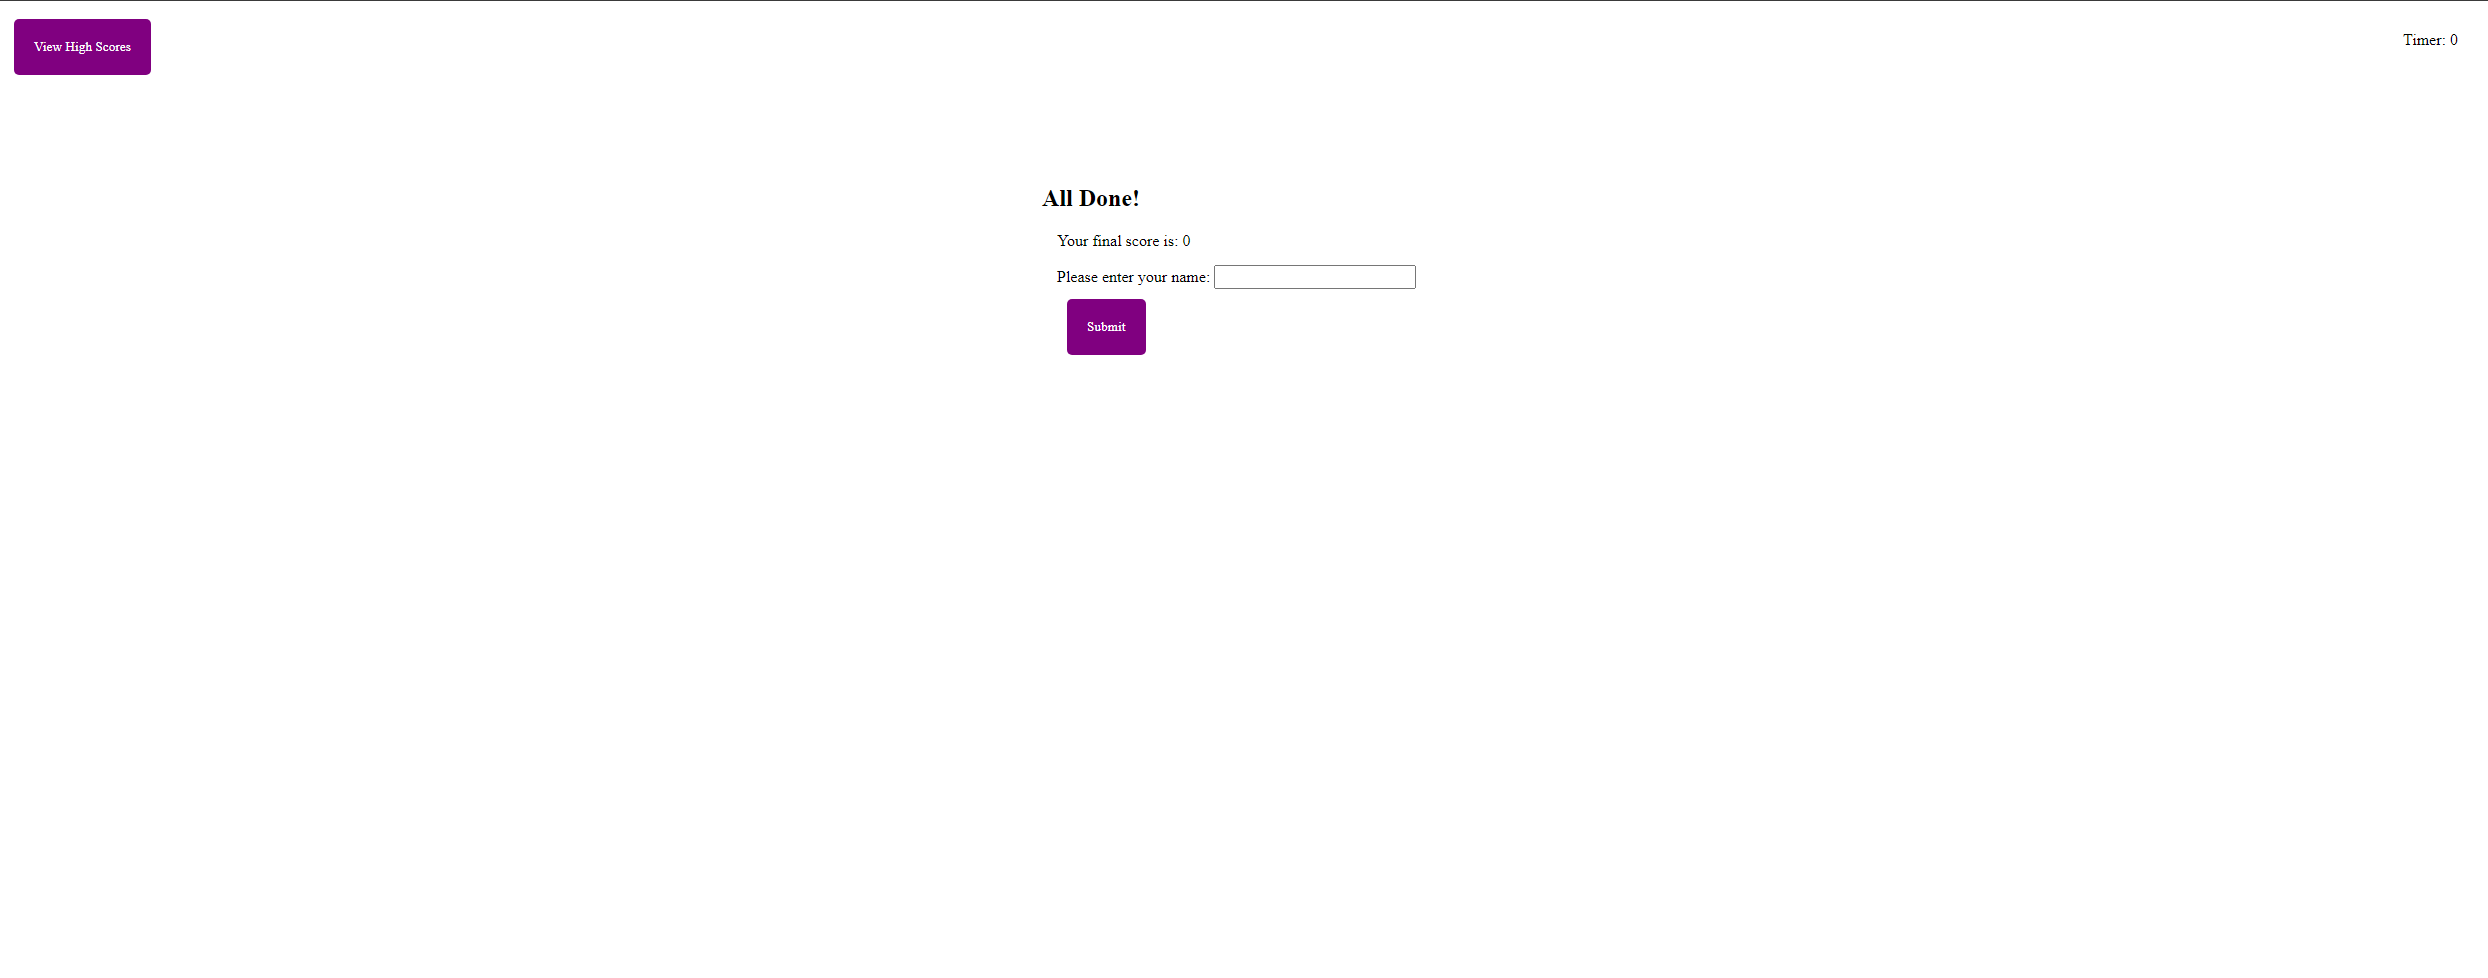 View High Scores
Timer: 0
All Done!
Your final score is: 0
Please enter your name:
Submit